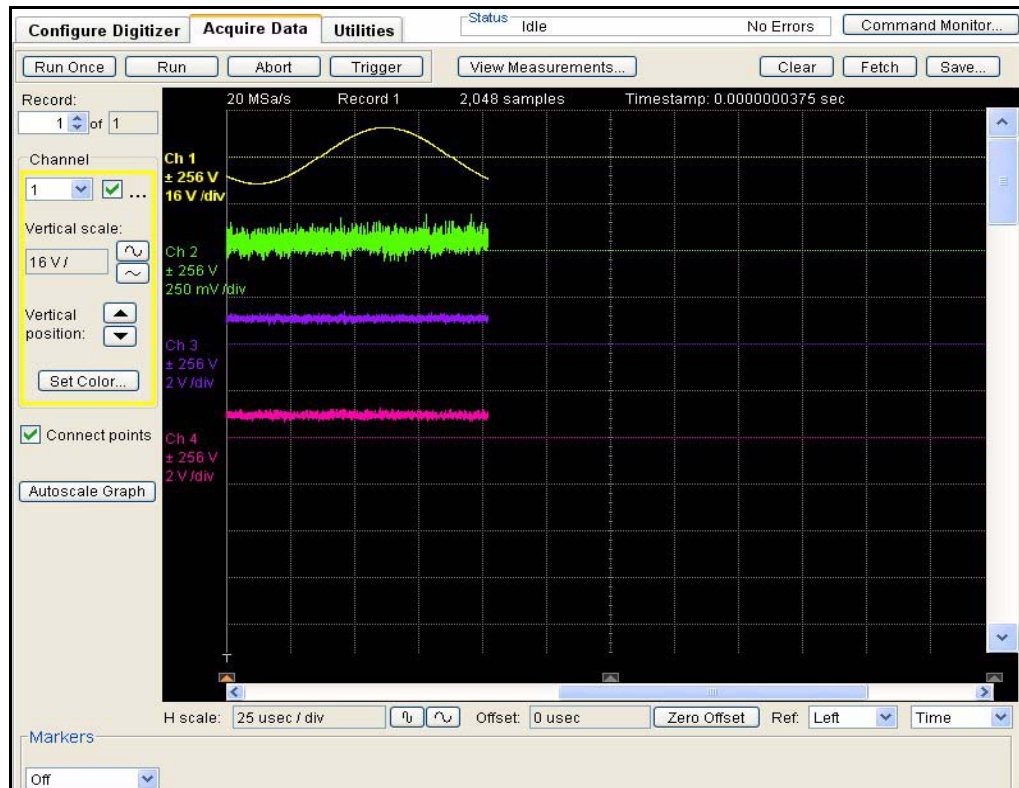 Configure Digitizer Acquire Data Utilities Status Idle No Errors Command Monitor...
Run Once Run Abort Trigger View Measurements... Clear Fetch Save...
Record: 20 MSa/s Record 1 2,048 samples Timestamp: 0.0000000375 sec
1 of 1
Channel
1 ...
Vertical scale:
16 V /
Vertical
position:
Set Color...
Connect points
Autoscale Graph
Ch 1
± 256 V
16 V /div
Ch 2
± 256 V
250 mV /div
Ch 3
± 256 V
2 V /div
Ch 4
± 256 V
2 V /div
T
H scale: 25 usec / div Offset: 0 usec Zero Offset Ref: Left Time
Markers
Off